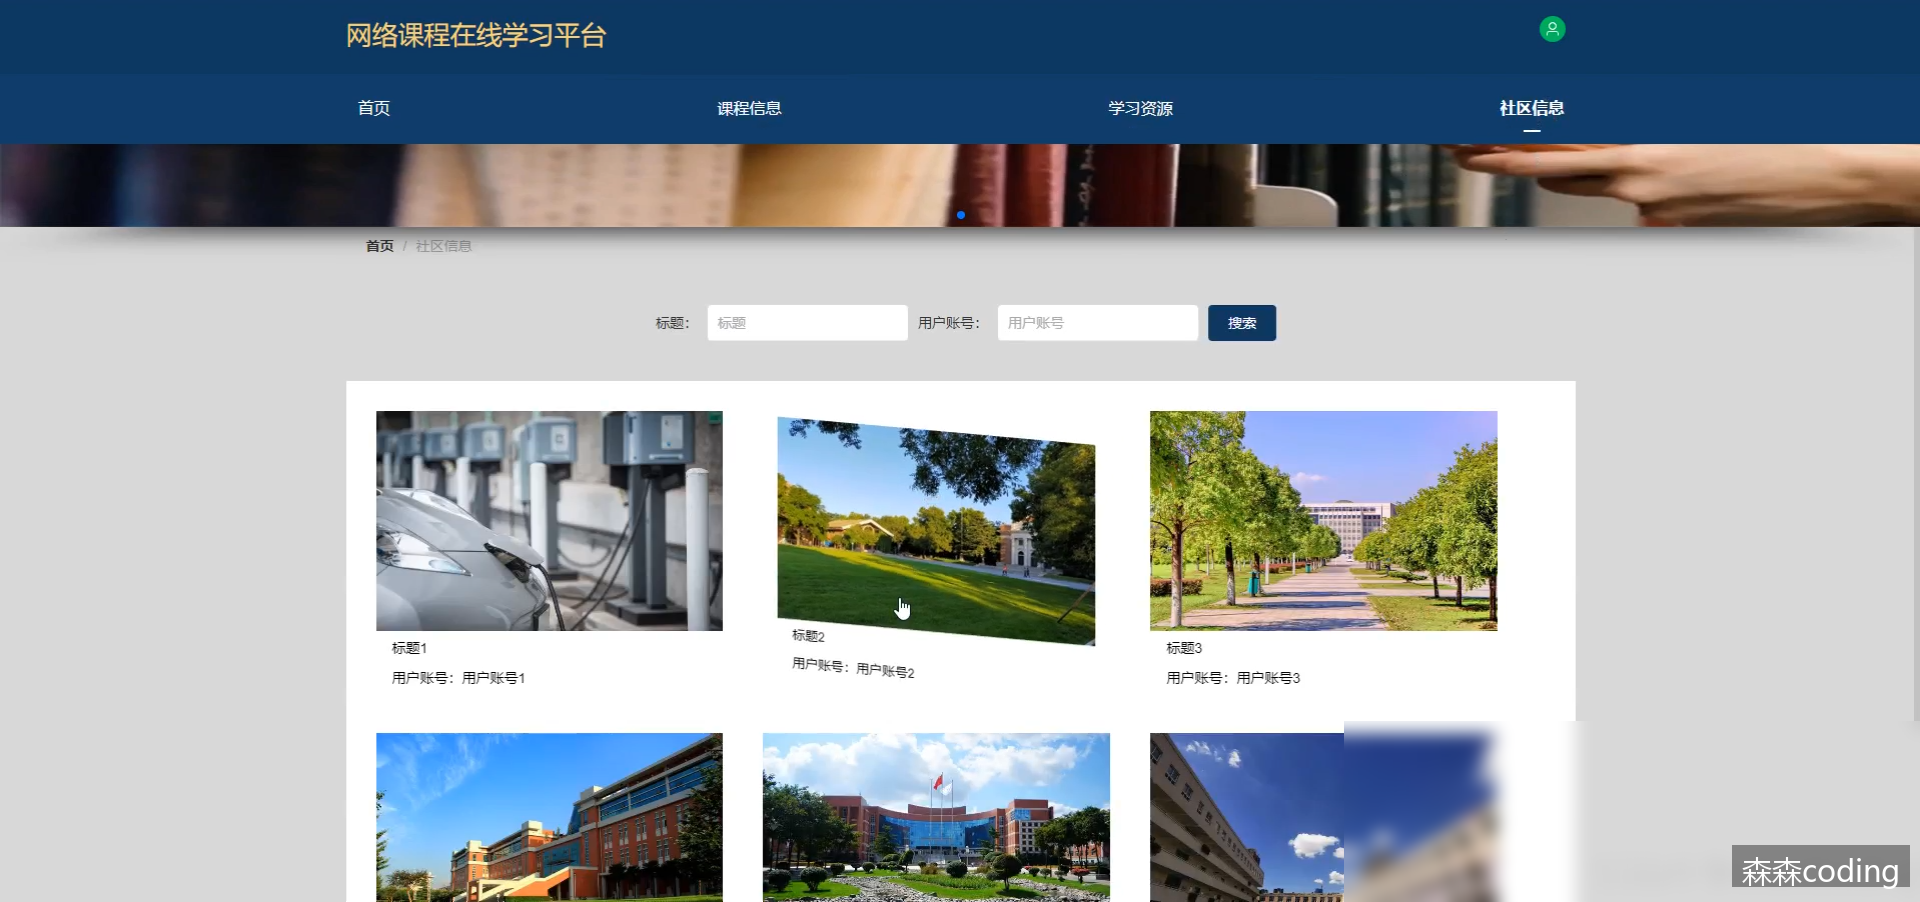 网络课程在线学习平台
首页 课程信息 学习资源 社区信息
首页 / 社区信息
标题: 标题 用户账号: 用户账号 搜索
标题1
用户账号：用户账号1
标题2
用户账号：用户账号2
标题3
用户账号：用户账号3
森森coding